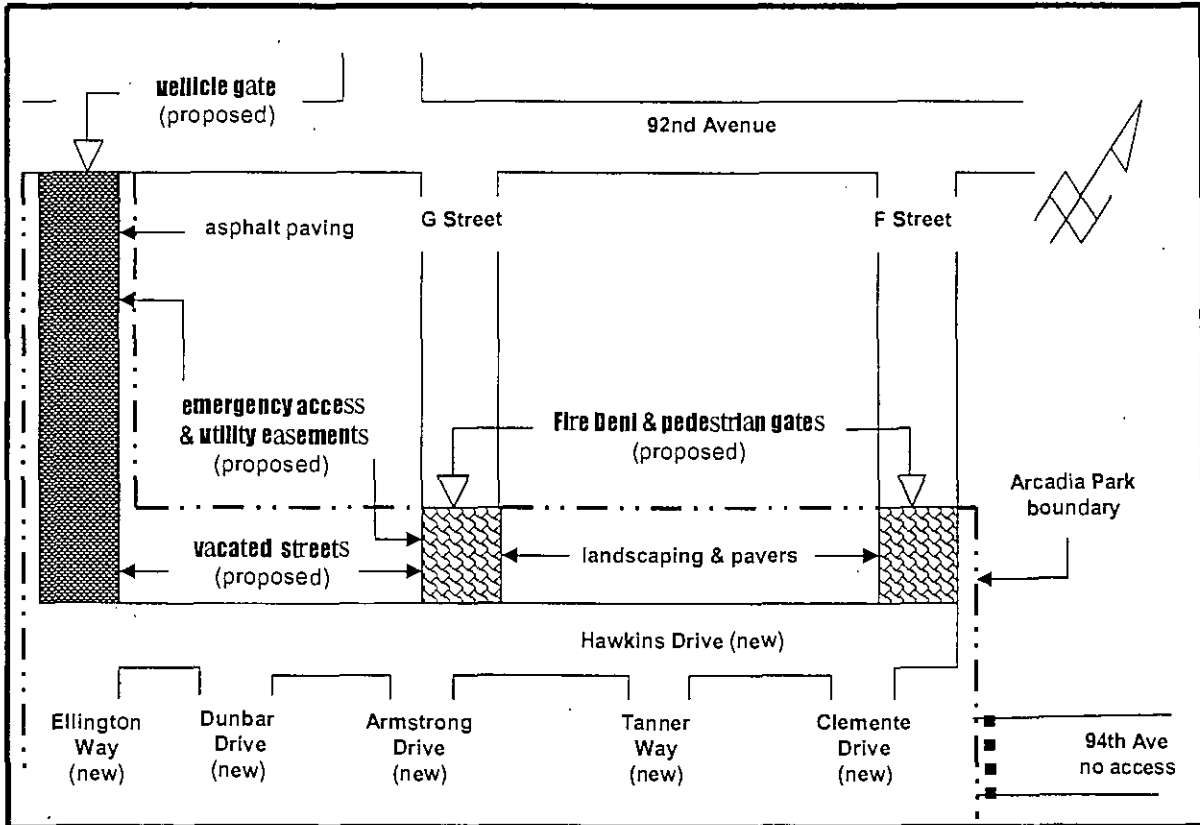 vellicle gate
(proposed)
92nd Avenue
asphalt paving
G Street
F Street
emergency access
& utility easements
(proposed)
Fire Deni & pedestrian gates
(proposed)
Arcadia Park
boundary
vacated streets
(proposed)
landscaping & pavers
Hawkins Drive (new)
Ellington
Way
(new)
Dunbar
Drive
(new)
Armstrong
Drive
(new)
Tanner
Way
(new)
Clemente
Drive
(new)
94th Ave
no access